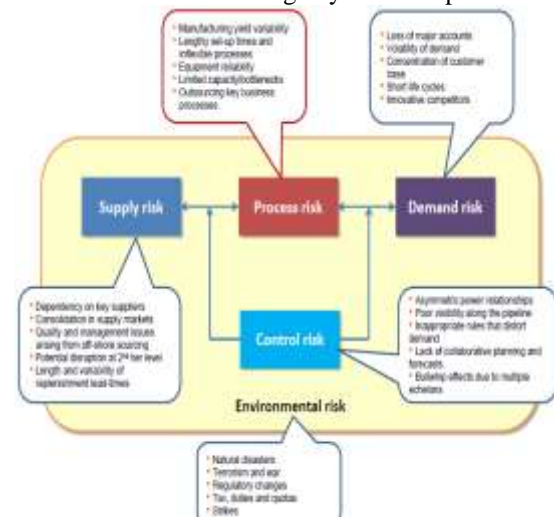 • Manufacturing yield variability
• Lengthy set-up times and
inflexible processes
• Equipment reliability
• Limited capacity/bottlenecks
• Outsourcing key business
processes
• Loss of major accounts
• Volatility of demand
• Concentration of customer
base
• Short life cycles
• Innovative competitors
Supply risk
Process risk
Demand risk
• Dependency on key suppliers
• Consolidation in supply markets
• Quality and management issues
arising from off-shore sourcing
• Potential disruption at 2nd tier level
• Length and variability of
replenishment lead-times
Control risk
• Asymmetric power relationships
• Poor visibility along the pipeline
• Inappropriate rules that distort
demand
• Lack of collaborative planning and
forecasts
• Bullwhip effects due to multiple
echelons
Environmental risk
• Natural disasters
• Terrorism and war
• Regulatory changes
• Tax, duties and quotas
• Strikes